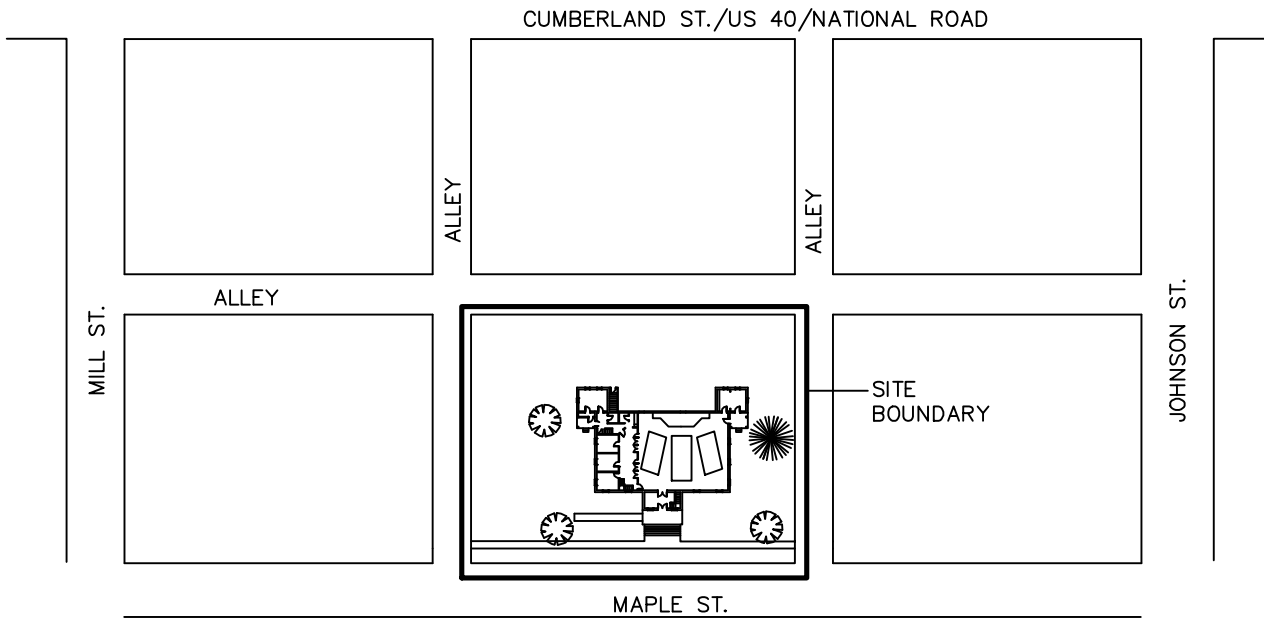 CUMBERLAND ST./US 40/NATIONAL ROAD
ALLEY
ALLEY
ALLEY
MILL ST.
JOHNSON ST.
SITE
BOUNDARY
MAPLE ST.